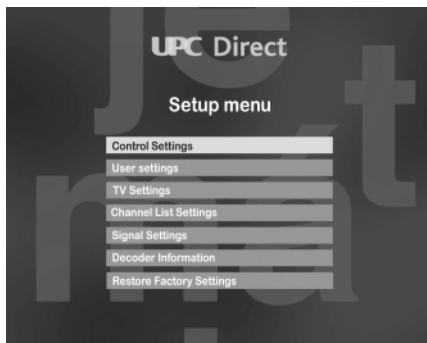 UPC Direct
Setup menu
Control Settings
User settings
TV Settings
Channel List Settings
Signal Settings
Decoder Information
Restore Factory Settings